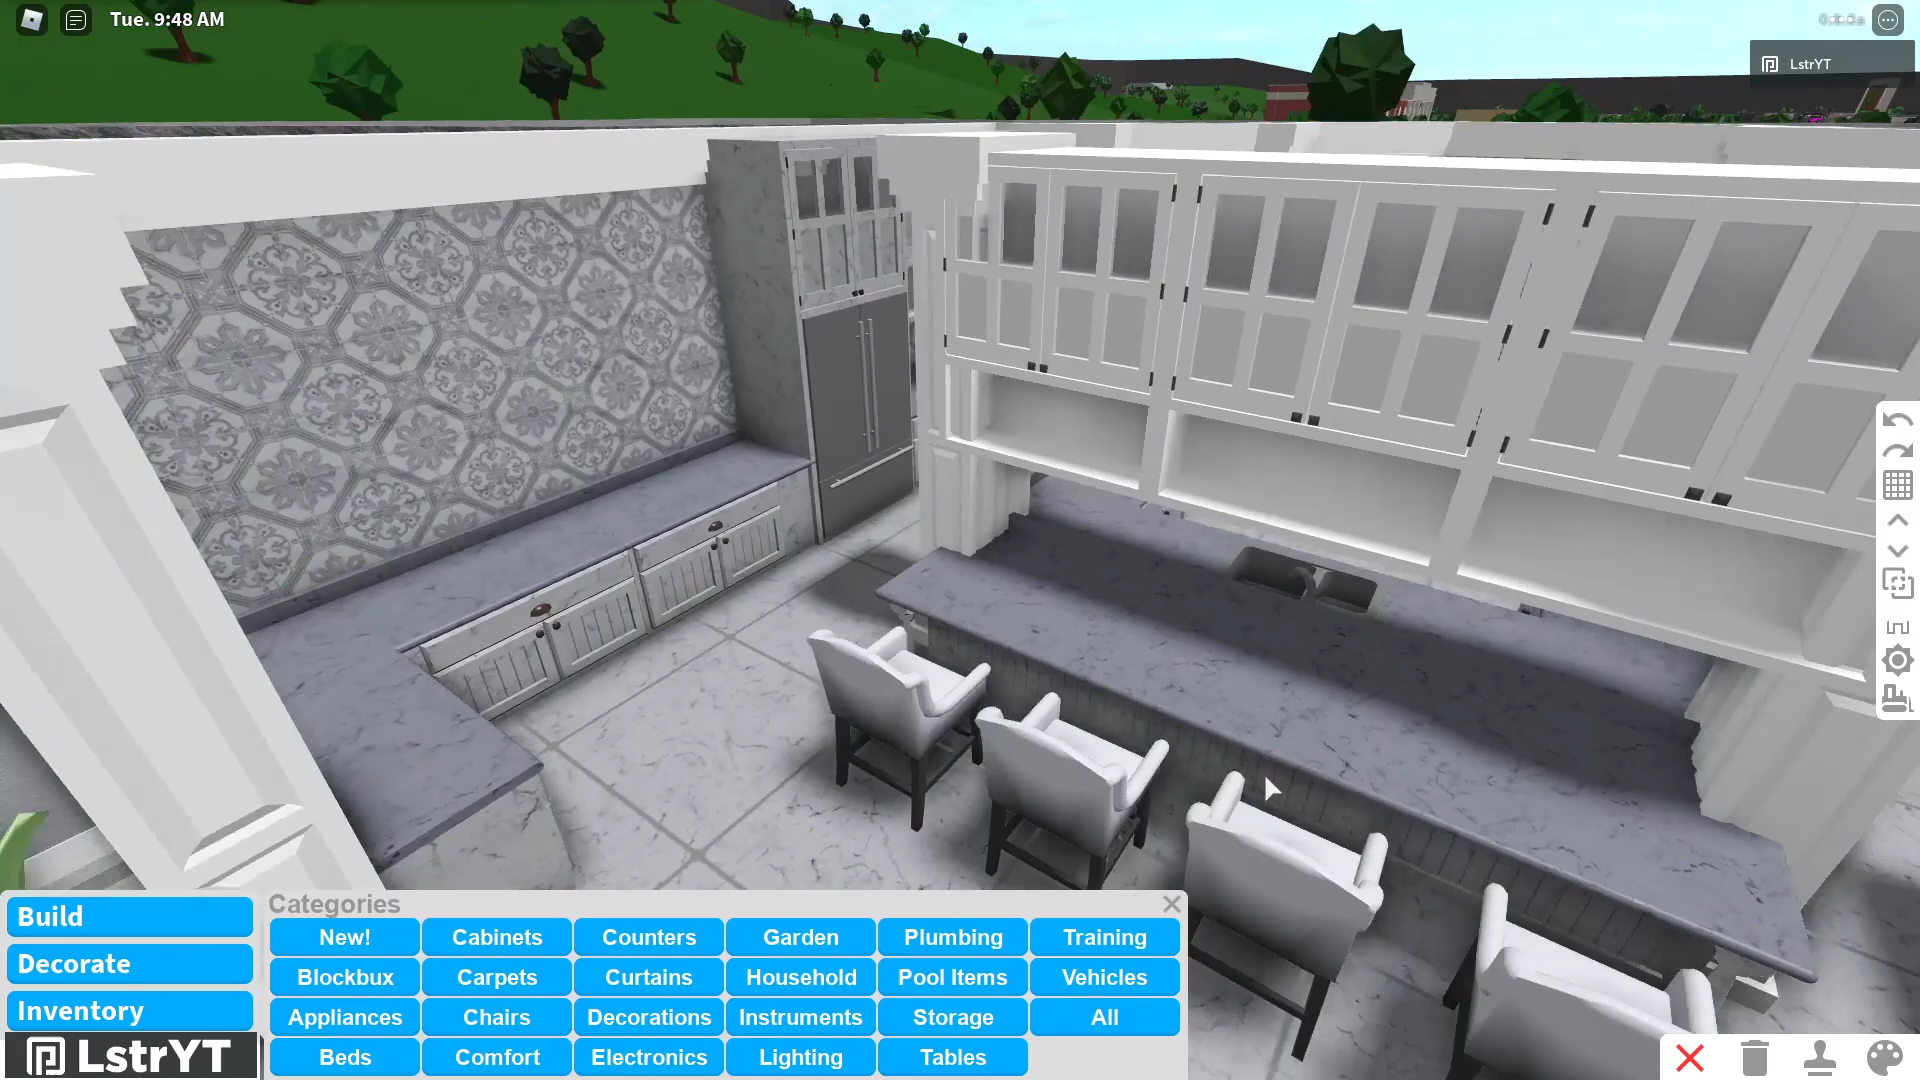 Tue. 9:48 AM
LstrYT
Build
Decorate
Inventory
LstrYT
Categories
New!
Cabinets
Counters
Garden
Plumbing
Training
Blockbux
Carpets
Curtains
Household
Pool Items
Vehicles
Appliances
Chairs
Decorations
Instruments
Storage
All
Beds
Comfort
Electronics
Lighting
Tables